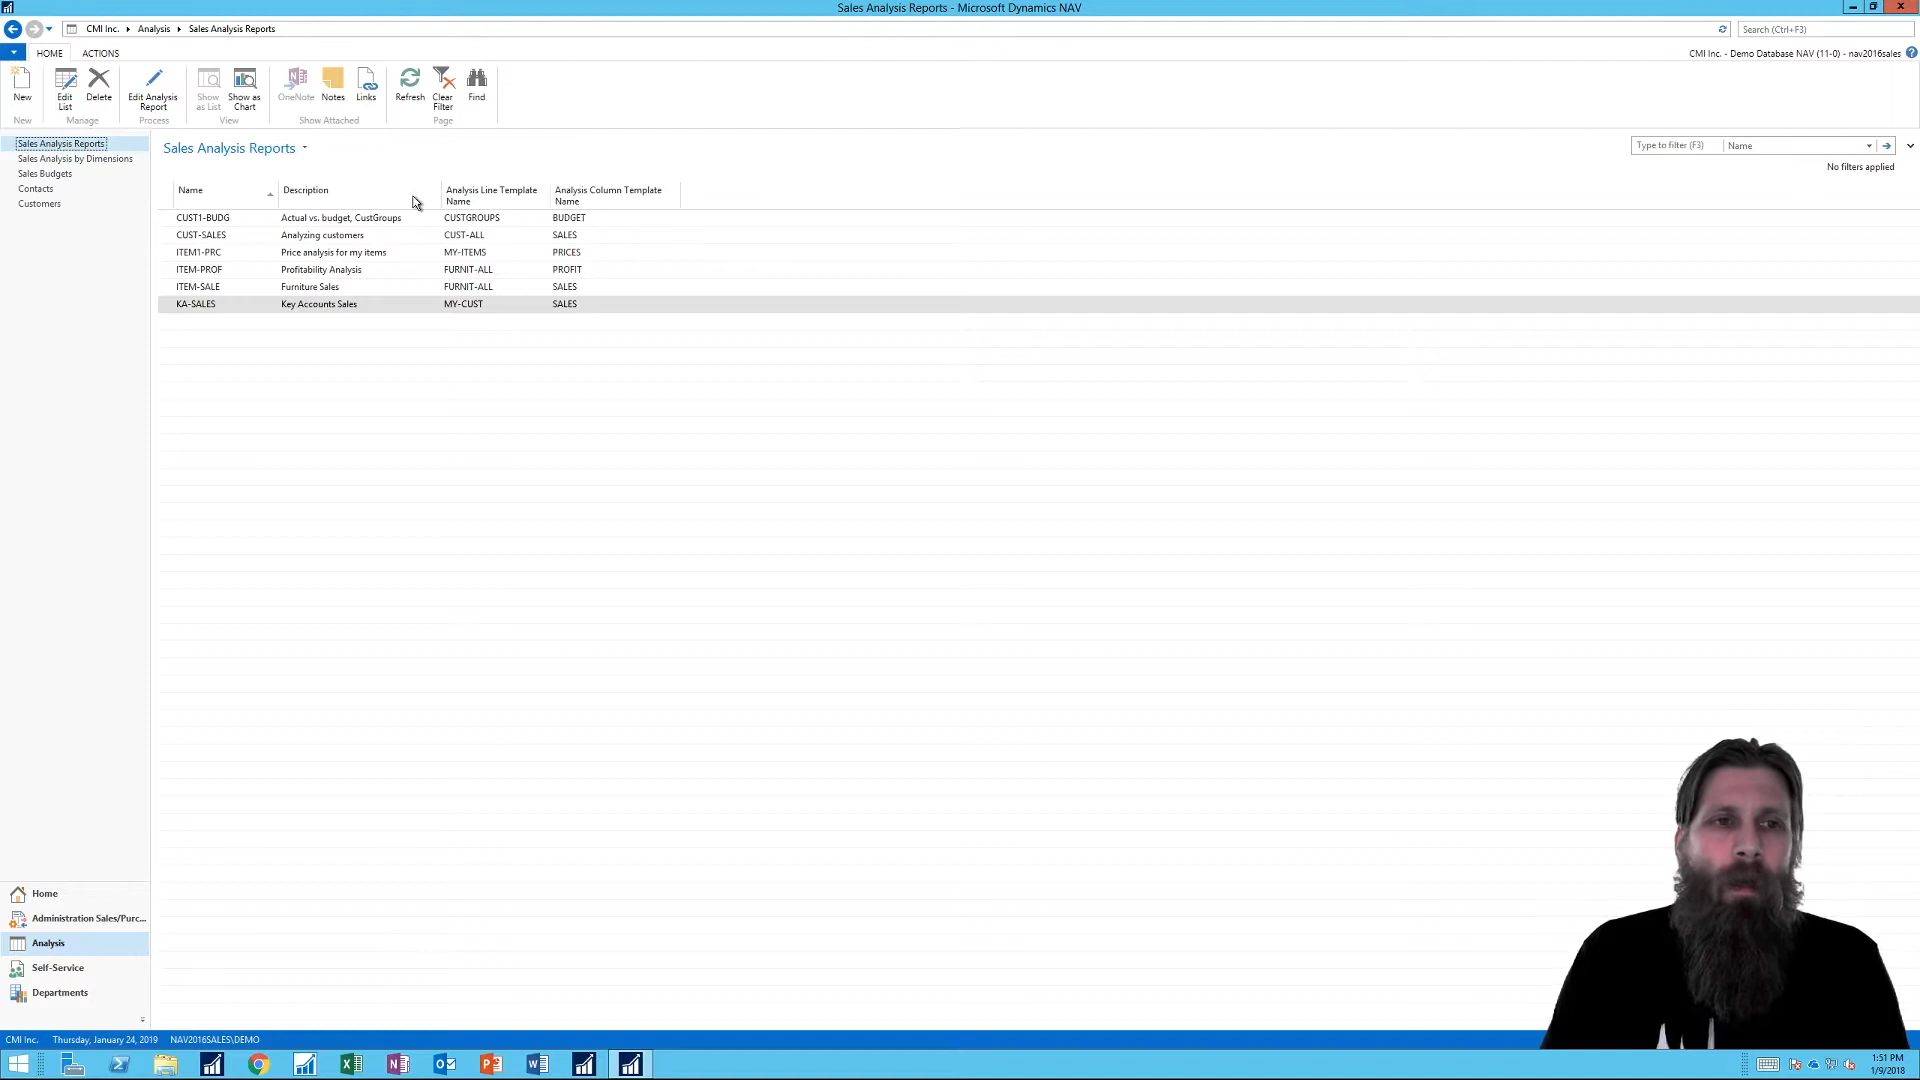 Sales Analysis Reports - Microsoft Dynamics NAV
CMI Inc. Analysis Sales Analysis Reports
Search (Ctrl+F3)
HOME ACTIONS
CMI Inc. - Demo Database NAV (11-0) - nav2016sales
New
Edit List
Delete
Edit Analysis Report
Show as List
Show as Chart
OneNote
Notes
Links
Refresh
Clear Filter
Find
New Manage Process View Show Attached Page
Sales Analysis Reports
Sales Analysis by Dimensions
Sales Budgets
Contacts
Customers
Sales Analysis Reports
Type to filter (F3) Name
No filters applied
Name Description Analysis Line Template Name Analysis Column Template Name
CUST1-BUDG Actual vs. budget, CustGroups CUSTGROUPS BUDGET
CUST-SALES Analyzing customers CUST-ALL SALES
ITEM1-PRC Price analysis for my items MY-ITEMS PRICES
ITEM-PROF Profitability Analysis FURNIT-ALL PROFIT
ITEM-SALE Furniture Sales FURNIT-ALL SALES
KA-SALES Key Accounts Sales MY-CUST SALES
Home
Administration Sales/Purc...
Analysis
Self-Service
Departments
CMI Inc. Thursday, January 24, 2019 NAV2016SALES\DEMO
1:51 PM
1/9/2018